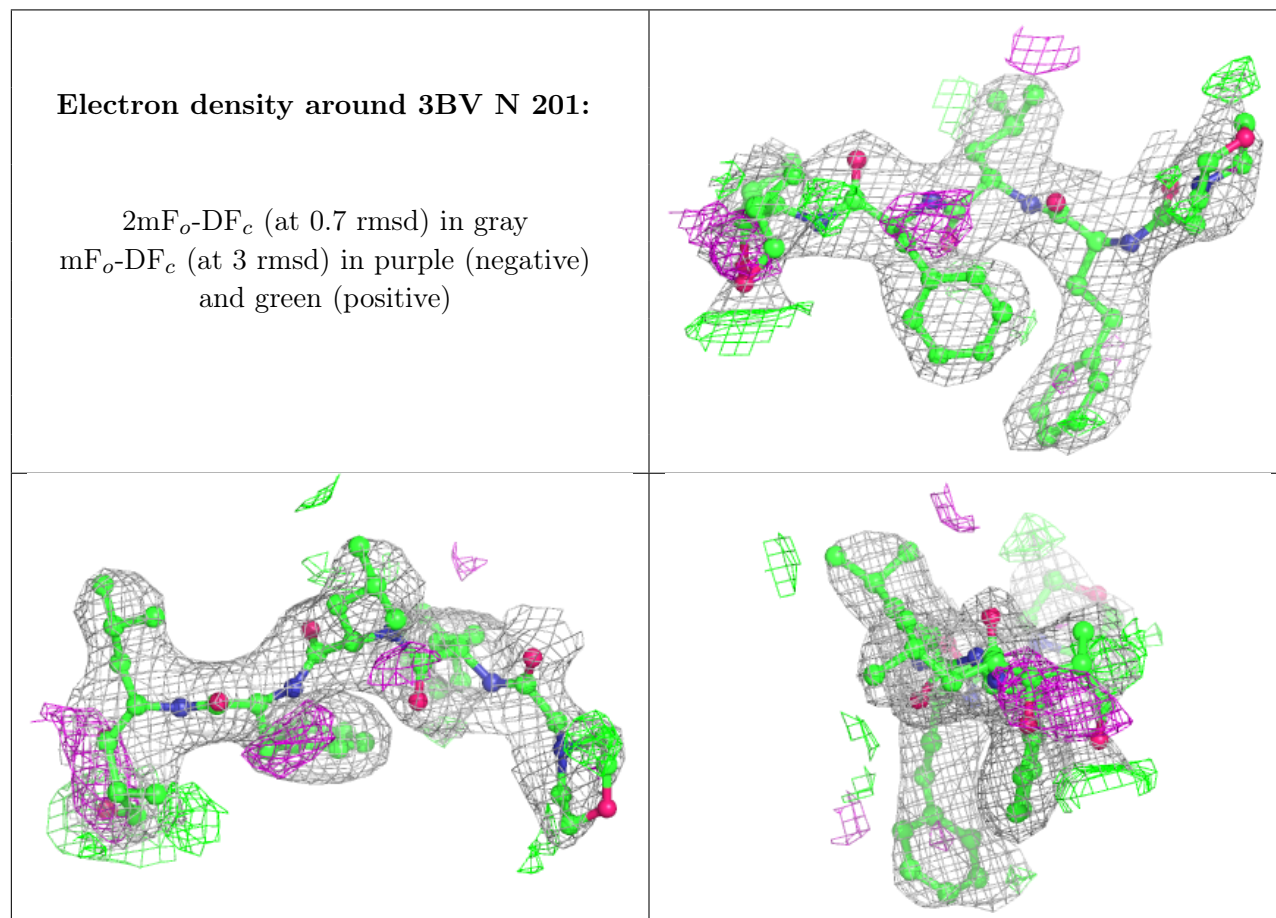 Electron density around 3BV N 201:
2mFo-DFc (at 0.7 rmsd) in gray
mFo-DFc (at 3 rmsd) in purple (negative)
and green (positive)